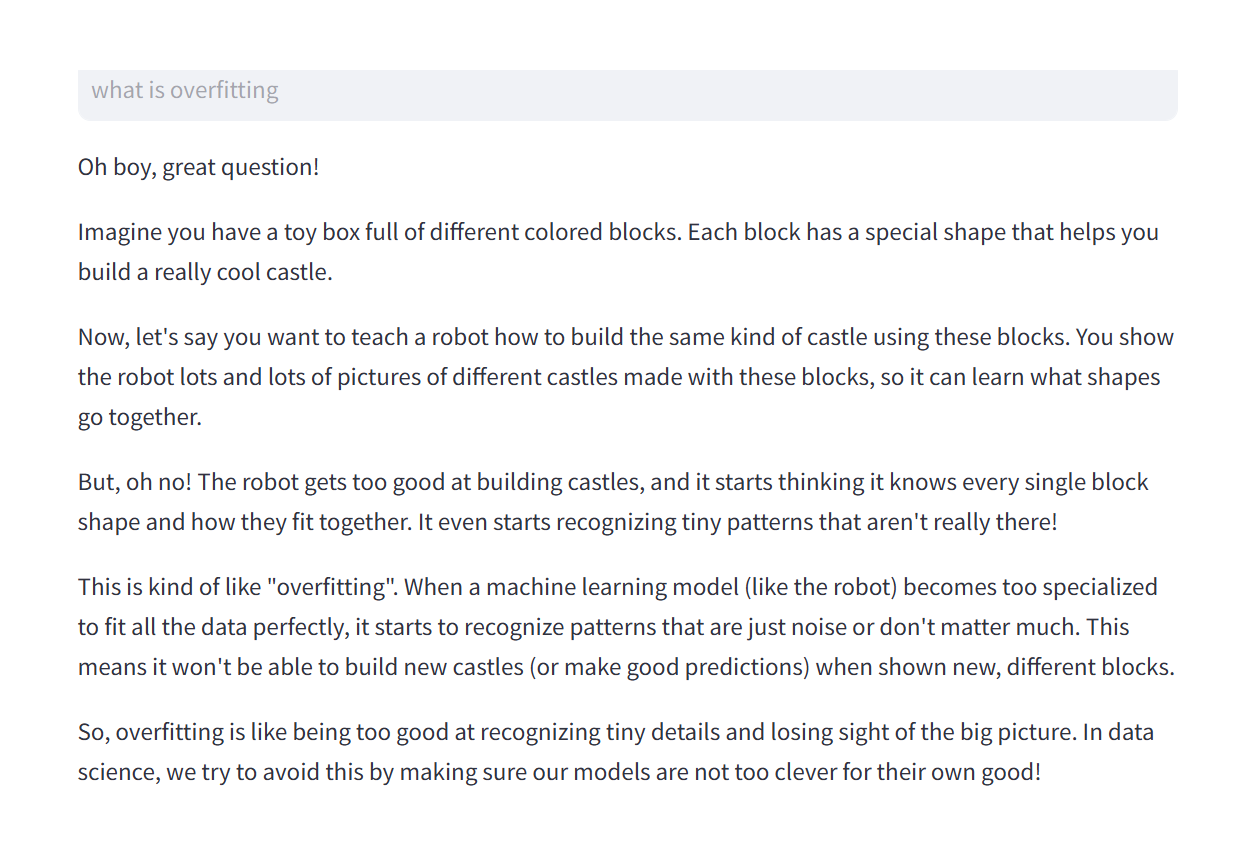 what is overfitting
Oh boy, great question!
Imagine you have a toy box full of different colored blocks. Each block has a special shape that helps you
build a really cool castle.
Now, let's say you want to teach a robot how to build the same kind of castle using these blocks. You show
the robot lots and lots of pictures of different castles made with these blocks, so it can learn what shapes
go together.
But, oh no! The robot gets too good at building castles, and it starts thinking it knows every single block
shape and how they fit together. It even starts recognizing tiny patterns that aren't really there!
This is kind of like "overfitting". When a machine learning model (like the robot) becomes too specialized
to fit all the data perfectly, it starts to recognize patterns that are just noise or don't matter much. This
means it won't be able to build new castles (or make good predictions) when shown new, different blocks.
So, overfitting is like being too good at recognizing tiny details and losing sight of the big picture. In data
science, we try to avoid this by making sure our models are not too clever for their own good!